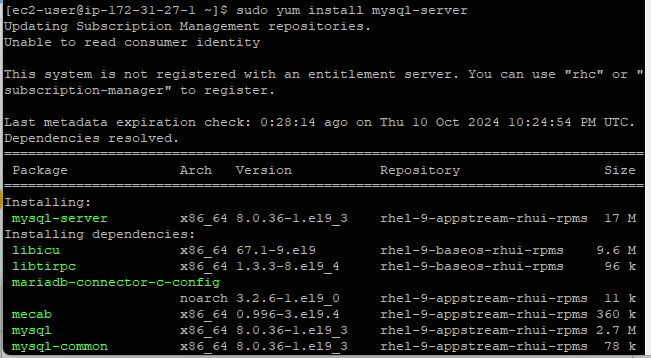 [ec2-user@ip-172-31-27-1 ~]$ sudo yum install mysql-server
Updating Subscription Management repositories.
Unable to read consumer identity

This system is not registered with an entitlement server. You can use "rhc" or "
subscription-manager" to register.

Last metadata expiration check: 0:28:14 ago on Thu 10 Oct 2024 10:24:54 PM UTC.
Dependencies resolved.
================================================================================
 Package               Arch   Version           Repository                 Size
================================================================================
Installing:
 mysql-server          x86_64 8.0.36-1.el9_3    rhel-9-appstream-rhui-rpms  17 M
Installing dependencies:
 libicu                x86_64 67.1-9.el9        rhel-9-baseos-rhui-rpms    9.6 M
 libtirpc              x86_64 1.3.3-8.el9_4     rhel-9-baseos-rhui-rpms     96 k
 mariadb-connector-c-config
                       noarch 3.2.6-1.el9_0     rhel-9-appstream-rhui-rpms  11 k
 mecab                 x86_64 0.996-3.el9.4     rhel-9-appstream-rhui-rpms 360 k
 mysql                 x86_64 8.0.36-1.el9_3    rhel-9-appstream-rhui-rpms 2.7 M
 mysql-common          x86_64 8.0.36-1.el9_3    rhel-9-appstream-rhui-rpms  78 k